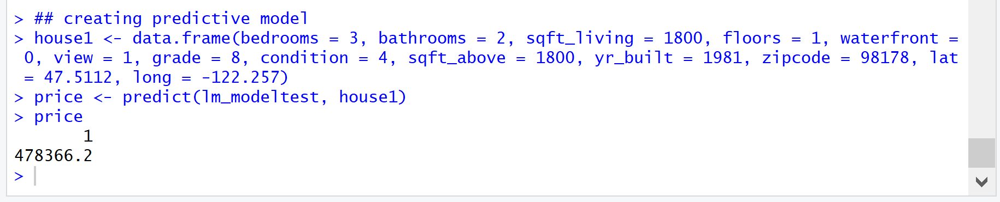 > ## creating predictive model
> house1 <- data.frame(bedrooms = 3, bathrooms = 2, sqft_living = 1800, floors = 1, waterfront =
0, view = 1, grade = 8, condition = 4, sqft_above = 1800, yr_built = 1981, zipcode = 98178, lat
= 47.5112, long = -122.257)
> price <- predict(lm_modeltest, house1)
> price
1
478366.2
>